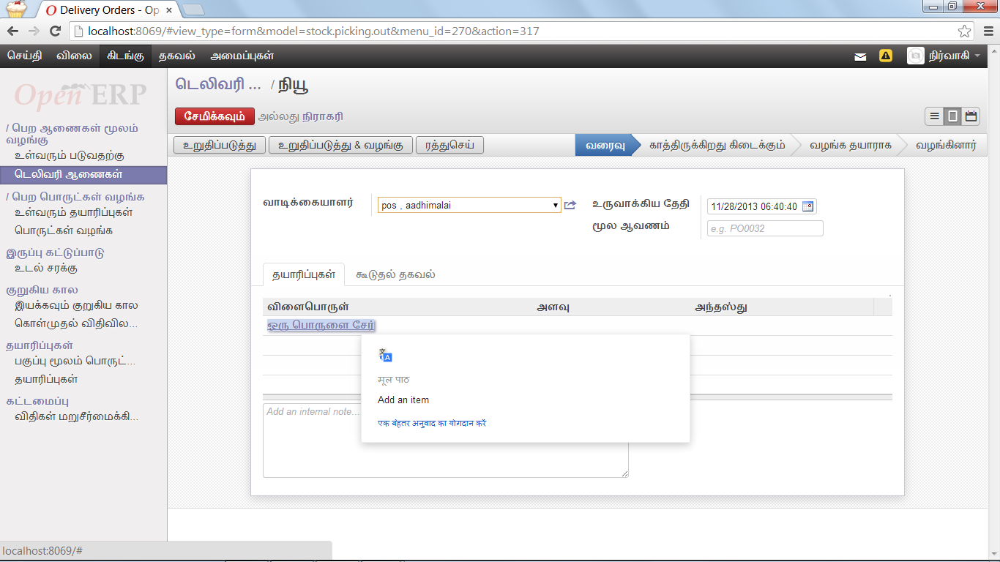 Delivery Orders - Op
localhost:8069/#view_type=form&model=stock.picking.out&menu_id=270&action=317
செய்தி விலை கிடங்கு தகவல் அமைப்புகள் நிர்வாகி
Open ERP
டெலிவரி ... / நியூ
சேமிக்கவும் அல்லது நிராகரி
/ பெற ஆணைகள் மூலம்
வழங்கு
உள்வரும் படுவதற்கு
டெலிவரி ஆணைகள்
/ பெற பொருட்கள் வழங்க
உள்வரும் தயாரிப்புகள்
பொருட்கள் வழங்க
இருப்பு கட்டுப்பாடு
உடல் சரக்கு
குறுகிய கால
இயக்கவும் குறுகிய கால
கொள்முதல் விதிவில...
தயாரிப்புகள்
பகுப்பு மூலம் பொருட்...
தயாரிப்புகள்
கட்டமைப்பு
விதிகள் மறுசீர்மைக்கி...
உறுதிப்படுத்து உறுதிப்படுத்து & வழங்கு ரத்துசெய் வரைவு காத்திருக்கிறது கிடைக்கும் வழங்க தயாராக வழங்கினார்
வாடிக்கையாளர் pos , aadhimalai உருவாக்கிய தேதி 11/28/2013 06:40:40
மூல ஆவணம் e.g. PO0032
தயாரிப்புகள் கூடுதல் தகவல்
விளைபொருள் அளவு அந்தஸ்து
ஒரு பொருளை சேர்
मूल पाठ
Add an item
एक बेहतर अनुवाद का योगदान करें
Add an internal note...
localhost:8069/#